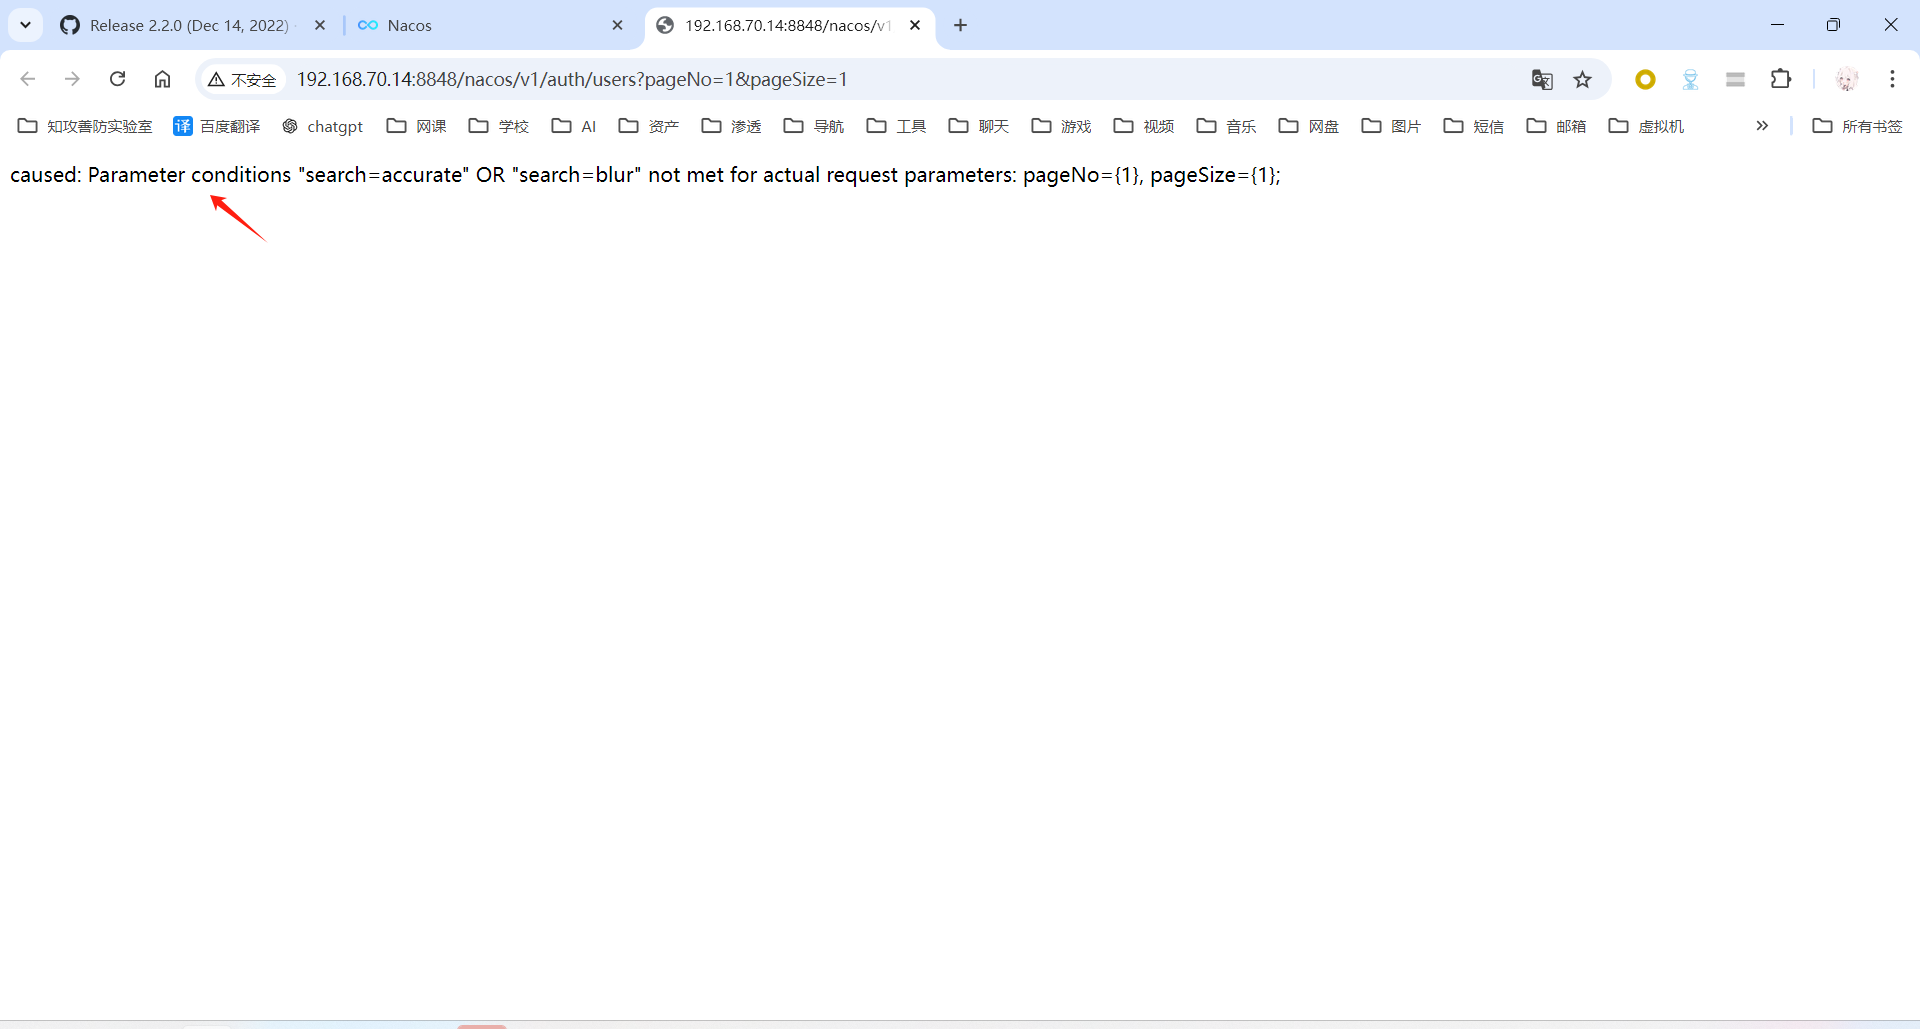 Release 2.2.0 (Dec 14, 2022)
Nacos
192.168.70.14:8848/nacos/v1
不安全
192.168.70.14:8848/nacos/v1/auth/users?pageNo=1&pageSize=1
知攻善防实验室
译 百度翻译
chatgpt
网课
学校
AI
资产
渗透
导航
工具
聊天
游戏
视频
音乐
网盘
图片
短信
邮箱
虚拟机
所有书签
caused: Parameter conditions "search=accurate" OR "search=blur" not met for actual request parameters: pageNo={1}, pageSize={1};